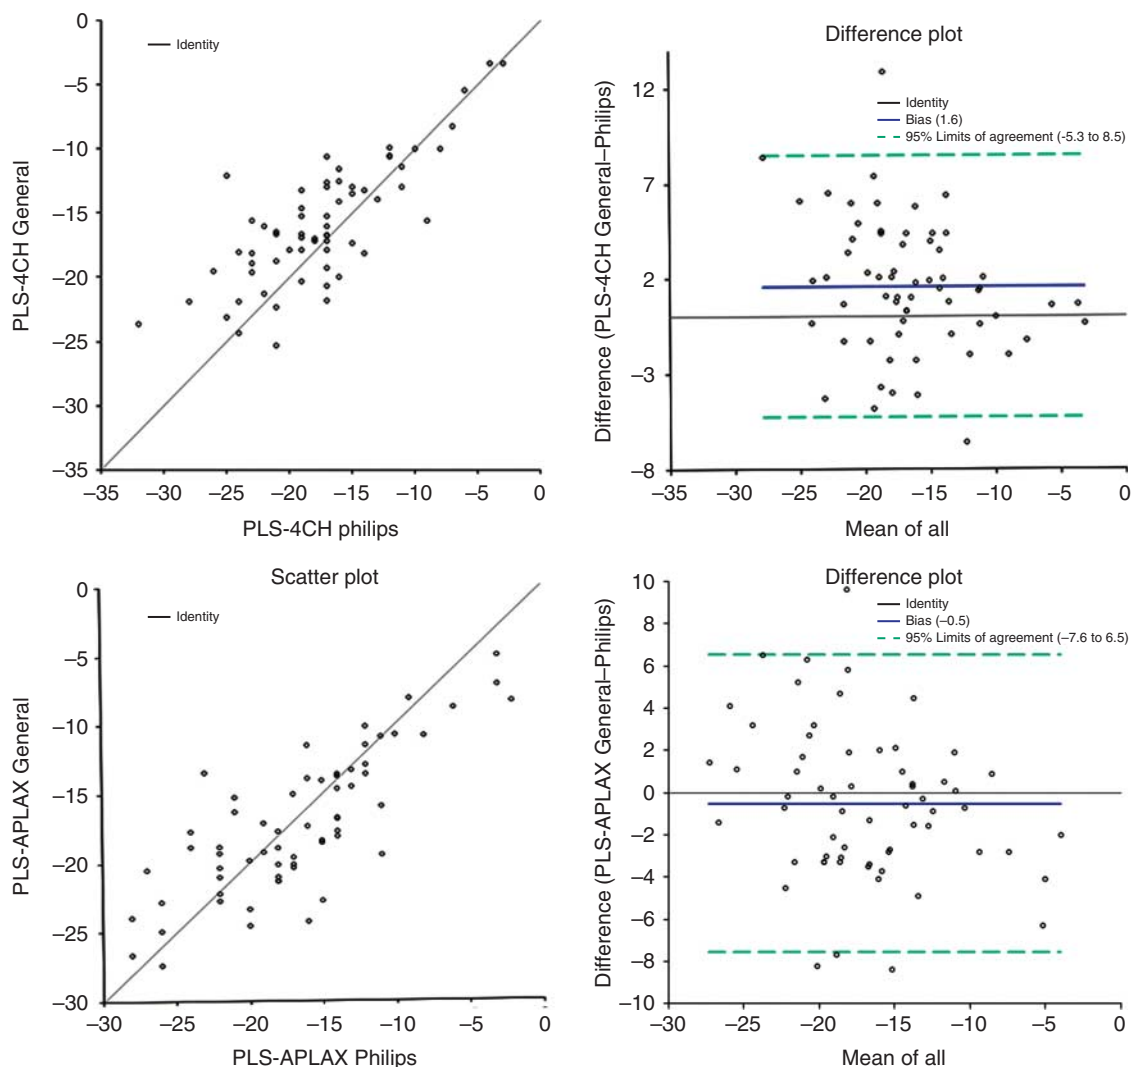 0
–5
–10
–15
–20
–25
–30
–35
PLS-4CH General
Identity
–35 –30 –25 –20 –15 –10 –5 0
PLS-4CH philips
Difference plot
12
7
2
–3
–8
Difference (PLS-4CH General–Philips)
Identity
Bias (1.6)
95% Limits of agreement (-5.3 to 8.5)
–35 –30 –25 –20 –15 –10 –5 0
Mean of all
Scatter plot
0
–5
–10
–15
–20
–25
–30
PLS-APLAX General
Identity
–30 –25 –20 –15 –10 –5 0
PLS-APLAX Philips
Difference plot
10
8
6
4
2
0
–2
–4
–6
–8
–10
Difference (PLS-APLAX General–Philips)
Identity
Bias (–0.5)
95% Limits of agreement (–7.6 to 6.5)
–30 –25 –20 –15 –10 –5 0
Mean of all